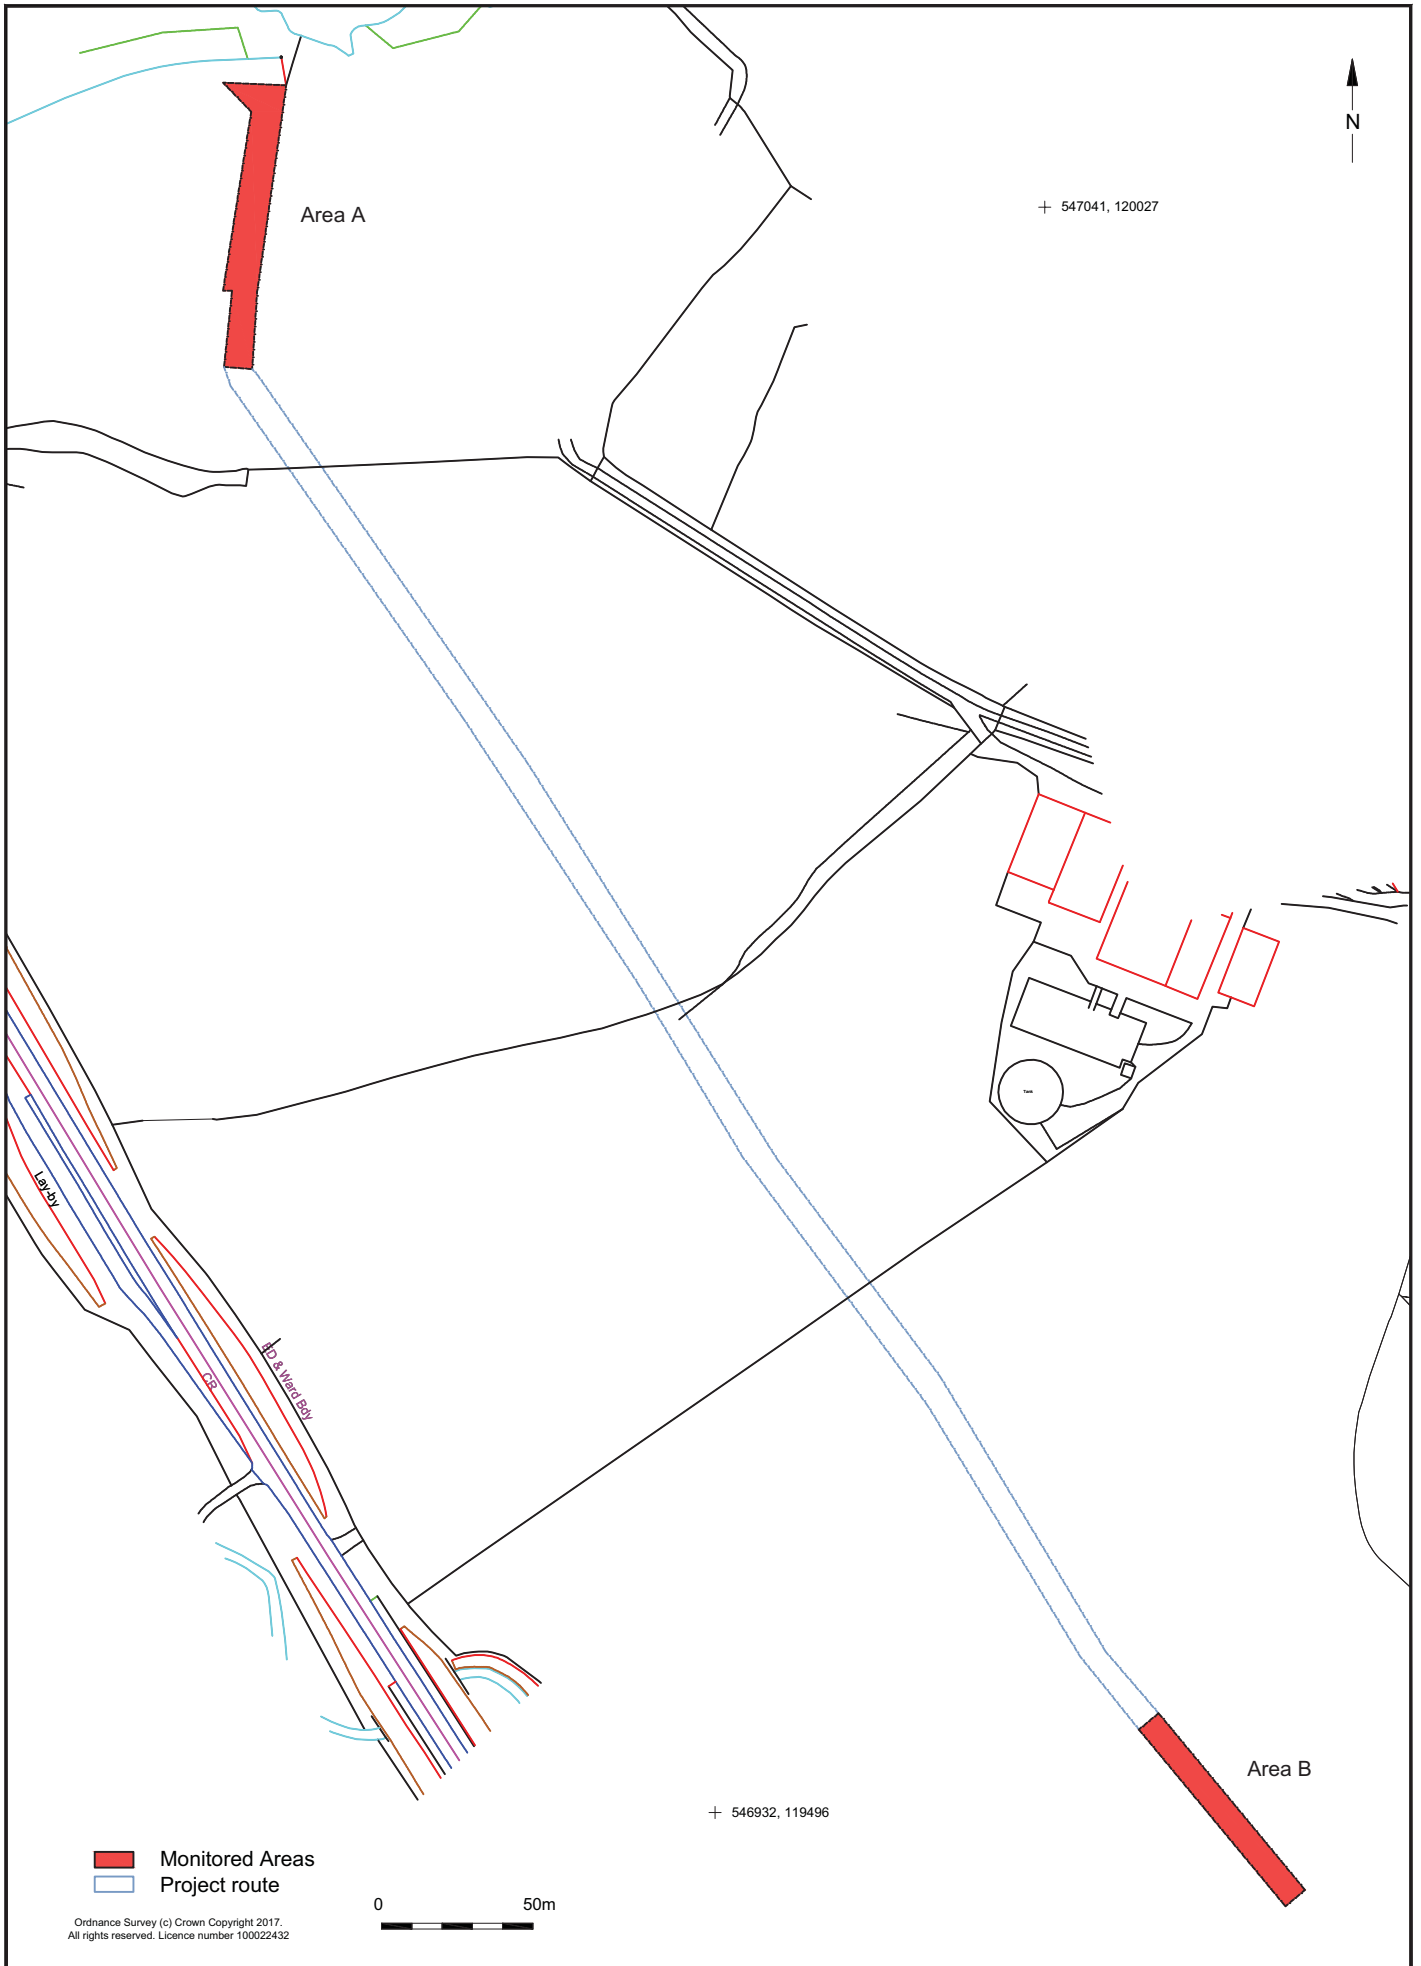 N
Area A
547041, 120027
Tank
Lay-by
CR
ED & Ward Bdy
Area B
546932, 119496
Monitored Areas
Project route
0 50m
Ordnance Survey (c) Crown Copyright 2017.
All rights reserved. Licence number 100022432